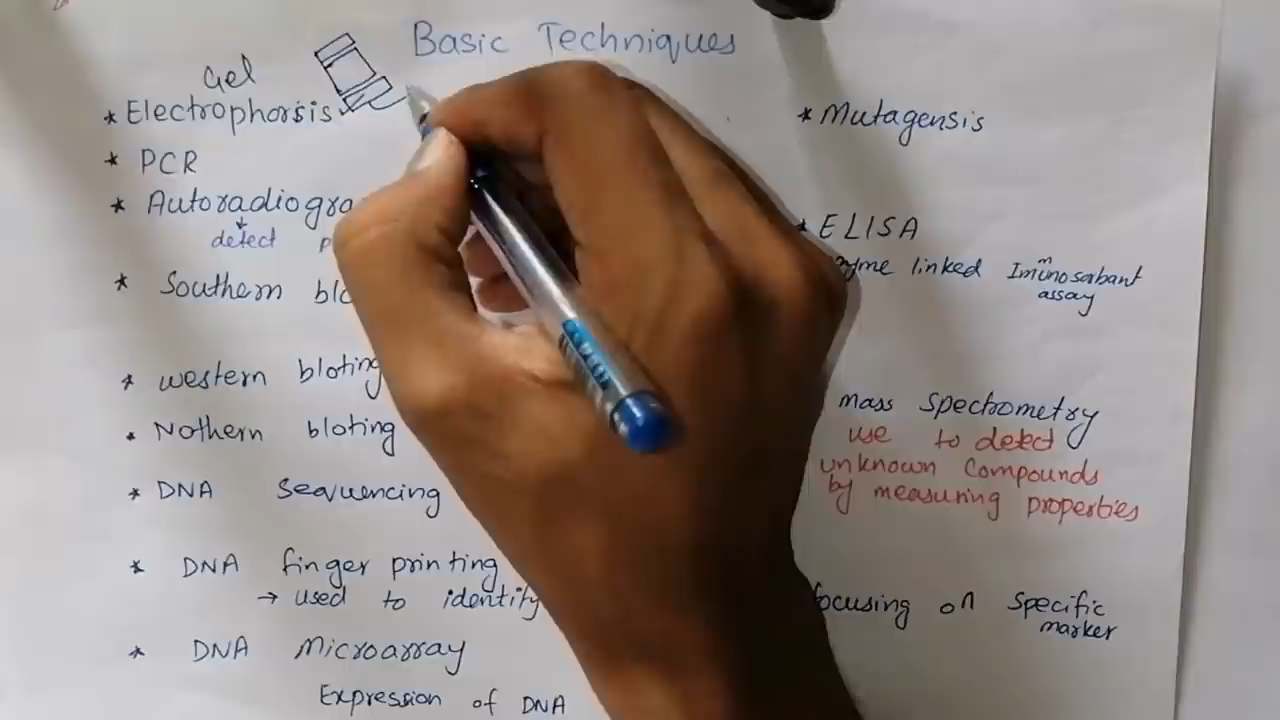 Basic Techniques
Gel
* Electrophorsis
* PCR
* Autoradiogra
detect
* Southern blo
* western bloting
* Nothern bloting
* DNA Sequencing
* DNA finger printing
→ used to identify
* DNA Microarray
Expression of DNA
* Mutagensis
* ELISA
zyme linked Immunosorbant
assay
mass Spectrometry
use to detect
unknown Compounds
by measuring properties
focusing on Specific
marker